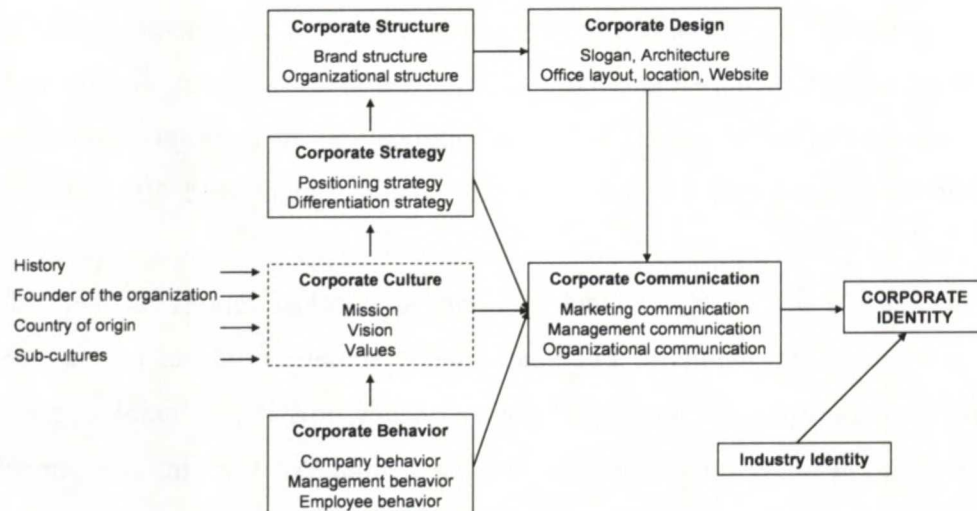 Corporate Structure
Brand structure
Organizational structure
Corporate Design
Slogan, Architecture
Office layout, location, Website
Corporate Strategy
Positioning strategy
Differentiation strategy
History
Founder of the organization
Country of origin
Sub-cultures
Corporate Culture
Mission
Vision
Values
Corporate Communication
Marketing communication
Management communication
Organizational communication
CORPORATE
IDENTITY
Corporate Behavior
Company behavior
Management behavior
Employee behavior
Industry Identity